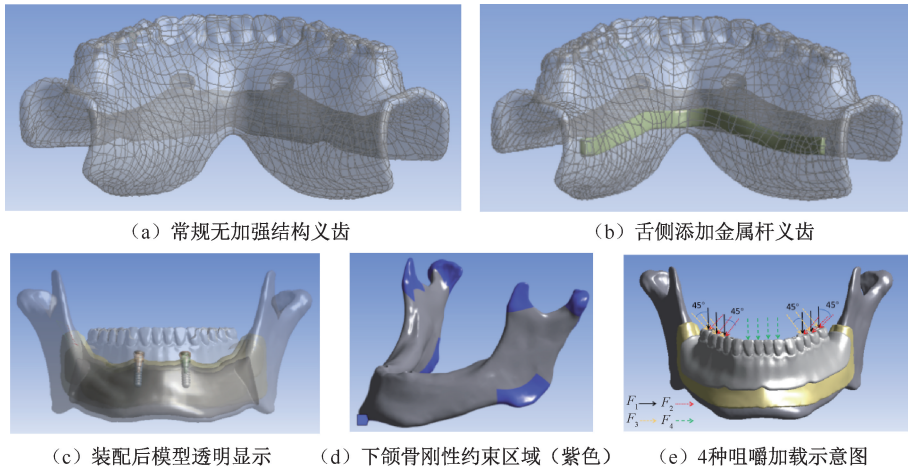 （a）常规无加强结构义齿
（b）舌侧添加金属杆义齿
45°
45°
45°
45°
F1
F2
F3
F4
（c）装配后模型透明显示
（d）下颌骨刚性约束区域（紫色）
（e）4种咀嚼加载示意图